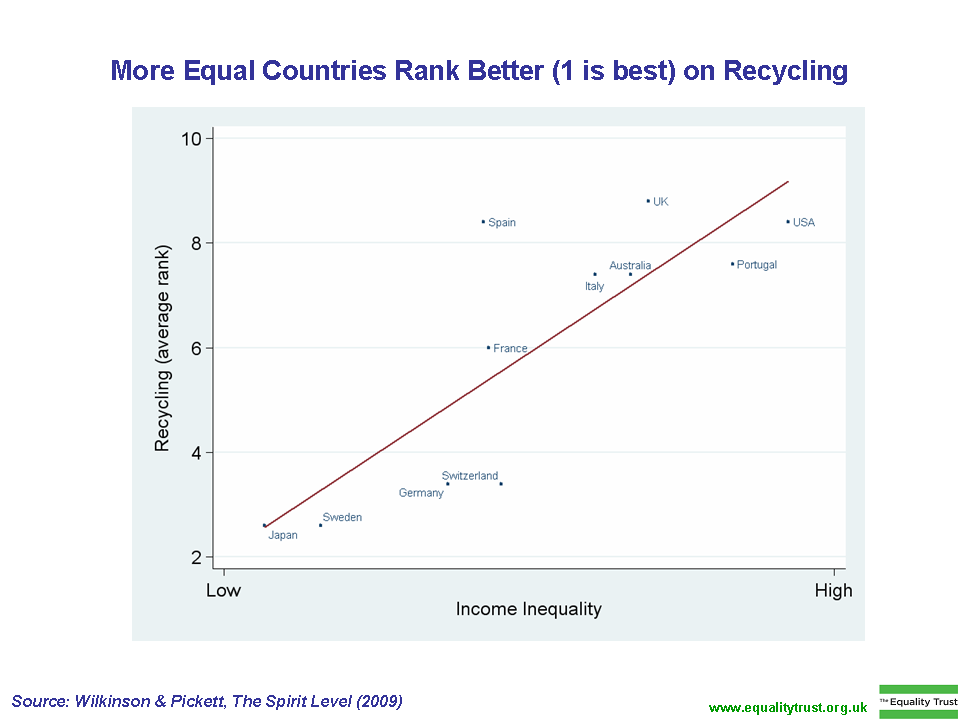 More Equal Countries Rank Better (1 is best) on Recycling
10
8
6
4
2
Recycling (average rank)
UK
Spain
USA
Australia
Portugal
Italy
France
Switzerland
Germany
Sweden
Japan
Low
High
Income Inequality
Source: Wilkinson & Pickett, The Spirit Level (2009)
www.equalitytrust.org.uk
The Equality Trust